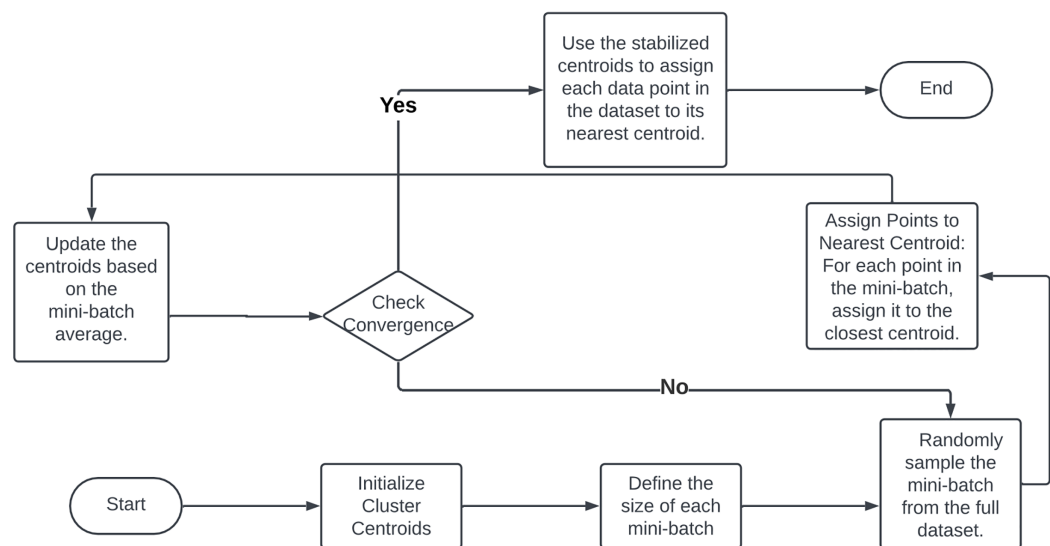 Use the stabilized
centroids to assign
each data point in
the dataset to its
nearest centroid.
End
Yes
Update the
centroids based
on the
mini-batch
average.
Check
Convergence
Assign Points to
Nearest Centroid:
For each point in
the mini-batch,
assign it to the
closest centroid.
No
Start
Initialize
Cluster
Centroids
Define the
size of each
mini-batch
Randomly
sample the
mini-batch
from the full
dataset.